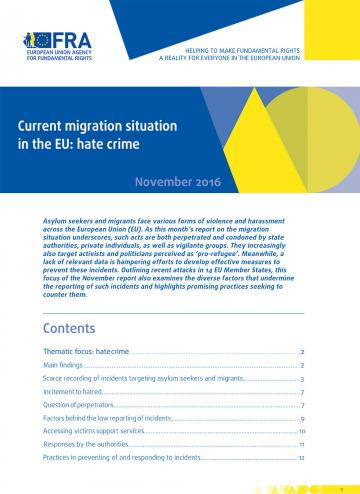 FRA
EUROPEAN UNION AGENCY
FOR FUNDAMENTAL RIGHTS
HELPING TO MAKE FUNDAMENTAL RIGHTS
A REALITY FOR EVERYONE IN THE EUROPEAN UNION
Current migration situation
in the EU: hate crime
November 2016
Asylum seekers and migrants face various forms of violence and harassment
across the European Union (EU). As this month's report on the migration
situation underscores, such acts are both perpetrated and condoned by state
authorities, private individuals, as well as vigilante groups. They increasingly
also target activists and politicians perceived as 'pro-refugee'. Meanwhile, a
lack of relevant data is hampering efforts to develop effective measures to
prevent these incidents. Outlining recent attacks in 14 EU Member States, this
focus of the November report also examines the diverse factors that undermine
the reporting of such incidents and highlights promising practices seeking to
counter them.
Contents
Thematic focus: hate crime 2
Main findings 2
Scarce recording of incidents targeting asylum seekers and migrants 3
Incitement to hatred 7
Question of perpetrators 7
Factors behind the low reporting of incidents 9
Accessing victims support services 10
Responses by the authorities 11
Practices in preventing of and responding to incidents 12
1